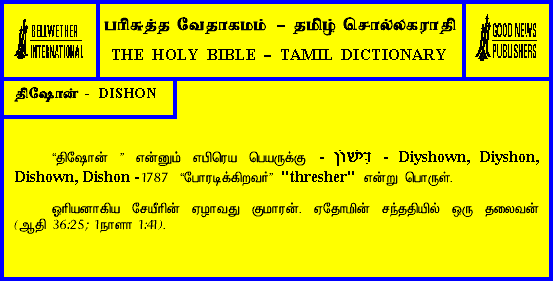 BELLWETHER
INTERNATIONAL
பரிசுத்த வேதாகமம் – தமிழ் சொல்லகராதி
THE HOLY BIBLE – TAMIL DICTIONARY
GOOD NEWS
PUBLISHERS
திஷோன் - DISHON
“திஷோன் ” என்னும் எபிரெய பெயருக்கு - דִּישׁוֹן - Diyshown, Diyshon,
Dishown, Dishon -1787 “போரடிக்கிறவர்” "thresher" என்று பொருள்.
ஓரியனாகிய சேயீரின் ஏழாவது குமாரன். ஏதோமின் சந்ததியில் ஒரு தலைவன்
(ஆதி 36:25; 1நாளா 1:41).